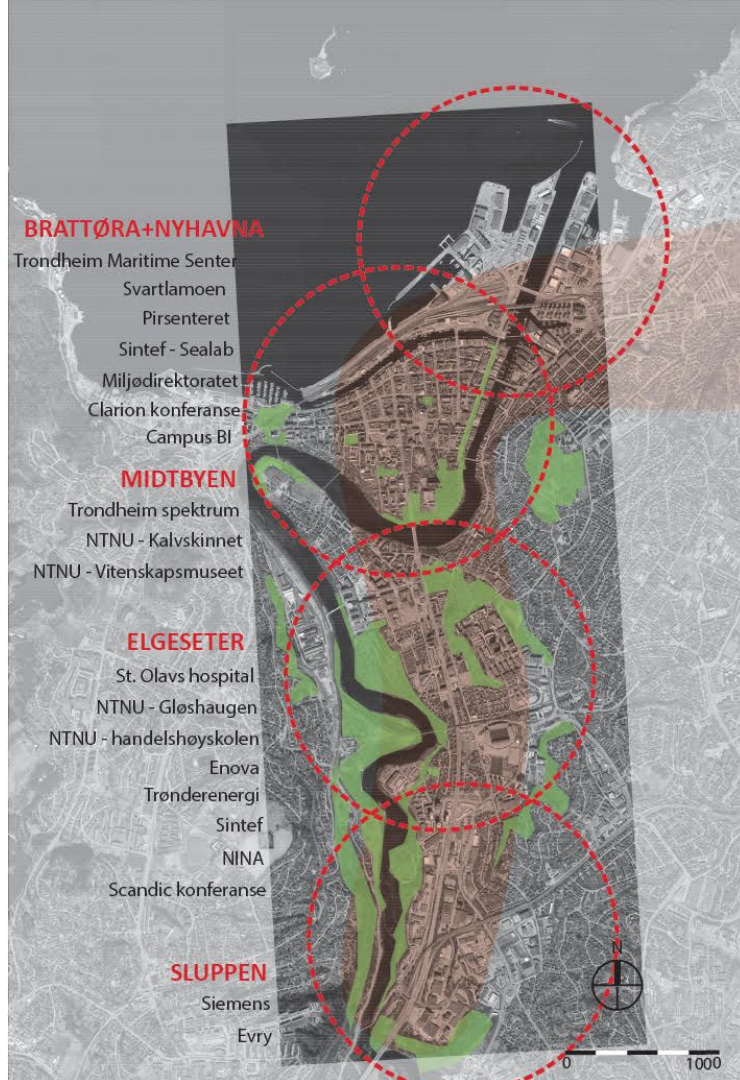 BRATTØRA+NYHAVNA
Trondheim Maritime Senter
Svartlamoen
Pirsenteret
Sintef - Sealab
Miljødirektoratet
Clarion konferanse
Campus BI
MIDTBYEN
Trondheim spektrum
NTNU - Kalvskinnet
NTNU - Vitenskapsmuseet
ELGESETER
St. Olavs hospital
NTNU - Gløshaugen
NTNU - handelshøyskolen
Enova
Trønderenergi
Sintef
NINA
Scandic konferanse
SLUPPEN
Siemens
Evry
N
0 1000